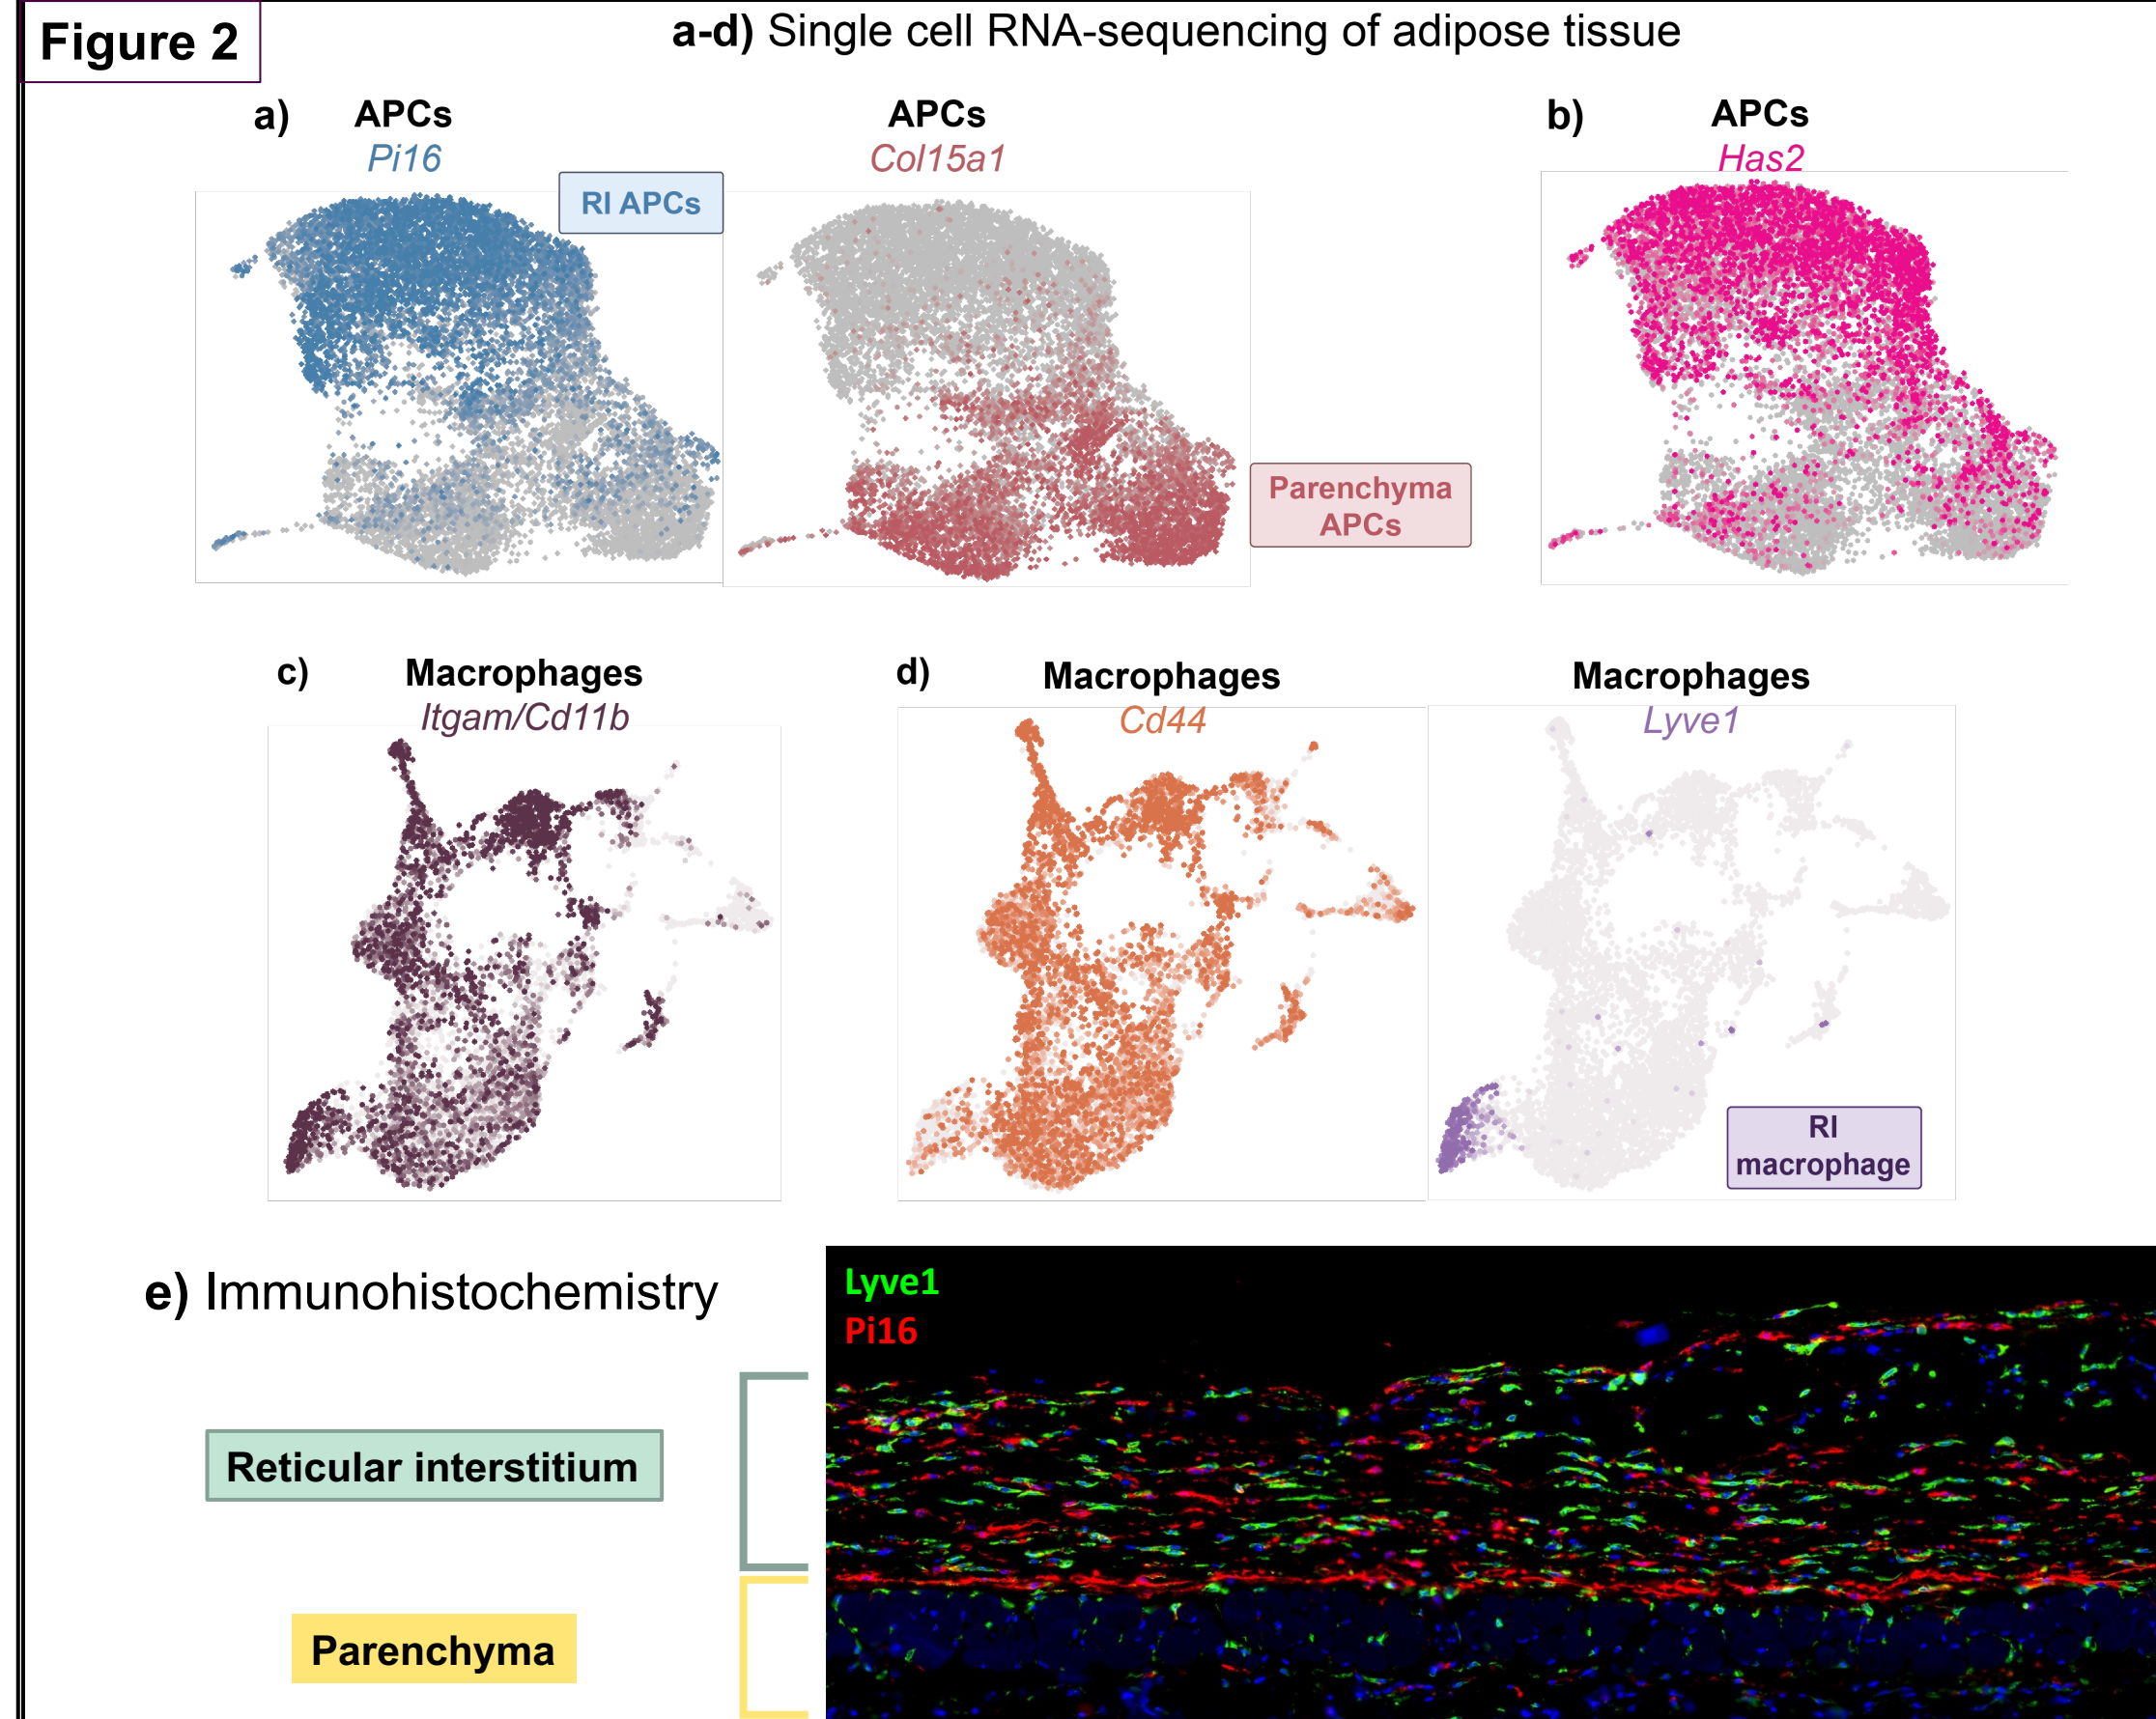 Figure 2
a-d) Single cell RNA-sequencing of adipose tissue
a)
APCs
Pi16
RI APCs
APCs
Col15a1
Parenchyma
APCs
b)
APCs
Has2
c)
Macrophages
Itgam/Cd11b
d)
Macrophages
Cd44
Macrophages
Lyve1
RI
macrophage
e) Immunohistochemistry
Lyve1
Pi16
Reticular interstitium
Parenchyma